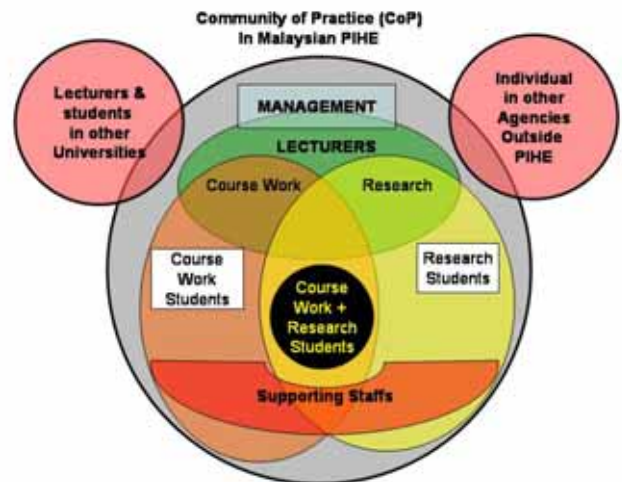 Community of Practice (CoP)
In Malaysian PIHE
Lecturers &
students
in other
Universities
Individual
in other
Agencies
Outside
PIHE
MANAGEMENT
LECTURERS
Course Work
Research
Course
Work
Students
Research
Students
Course
Work +
Research
Students
Supporting Staffs